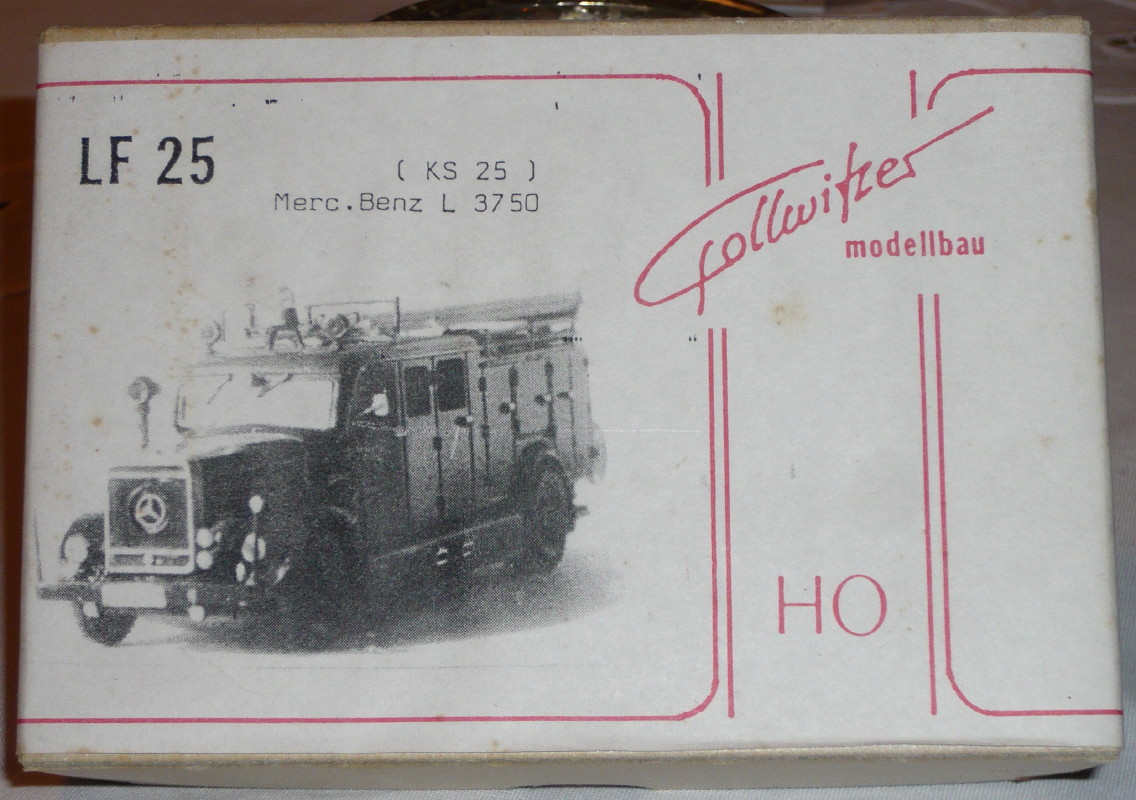 LF 25
( KS 25 )
Merc.Benz L 3750
Gollwitzer
modellbau
HO